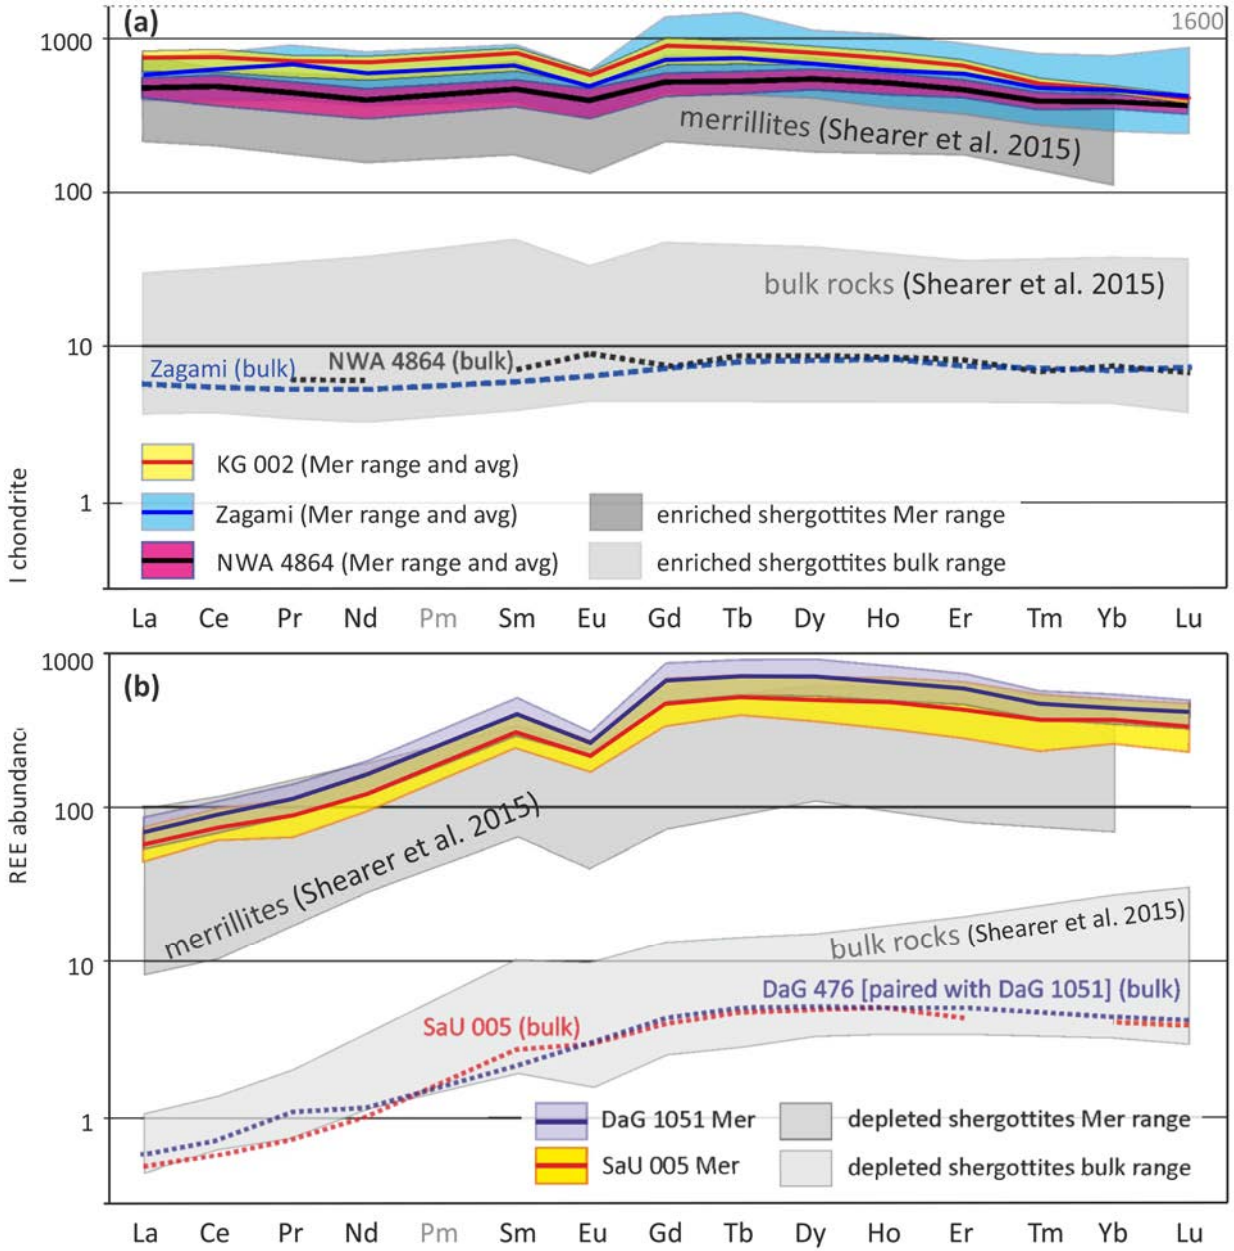 (a)
1600
1000
merrillites (Shearer et al. 2015)
100
bulk rocks (Shearer et al. 2015)
10
NWA 4864 (bulk)
Zagami (bulk)
KG 002 (Mer range and avg)
1
Zagami (Mer range and avg)
enriched shergottites Mer range
NWA 4864 (Mer range and avg)
enriched shergottites bulk range
La Ce Pr Nd Pm Sm Eu Gd Tb Dy Ho Er Tm Yb Lu
REE abundanc
l chondrite
1000
(b)
100
merrillites (Shearer et al. 2015)
bulk rocks (Shearer et al. 2015)
10
DaG 476 [paired with DaG 1051] (bulk)
SaU 005 (bulk)
1
DaG 1051 Mer
depleted shergottites Mer range
SaU 005 Mer
depleted shergottites bulk range
La Ce Pr Nd Pm Sm Eu Gd Tb Dy Ho Er Tm Yb Lu